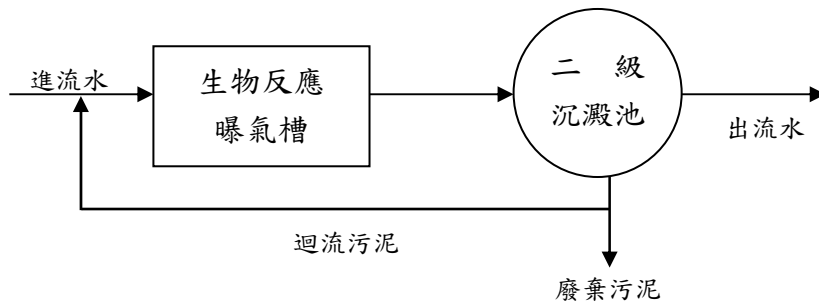 進流水
生物反應
曝氣槽
二 級
沉澱池
出流水
迴流污泥
廢棄污泥